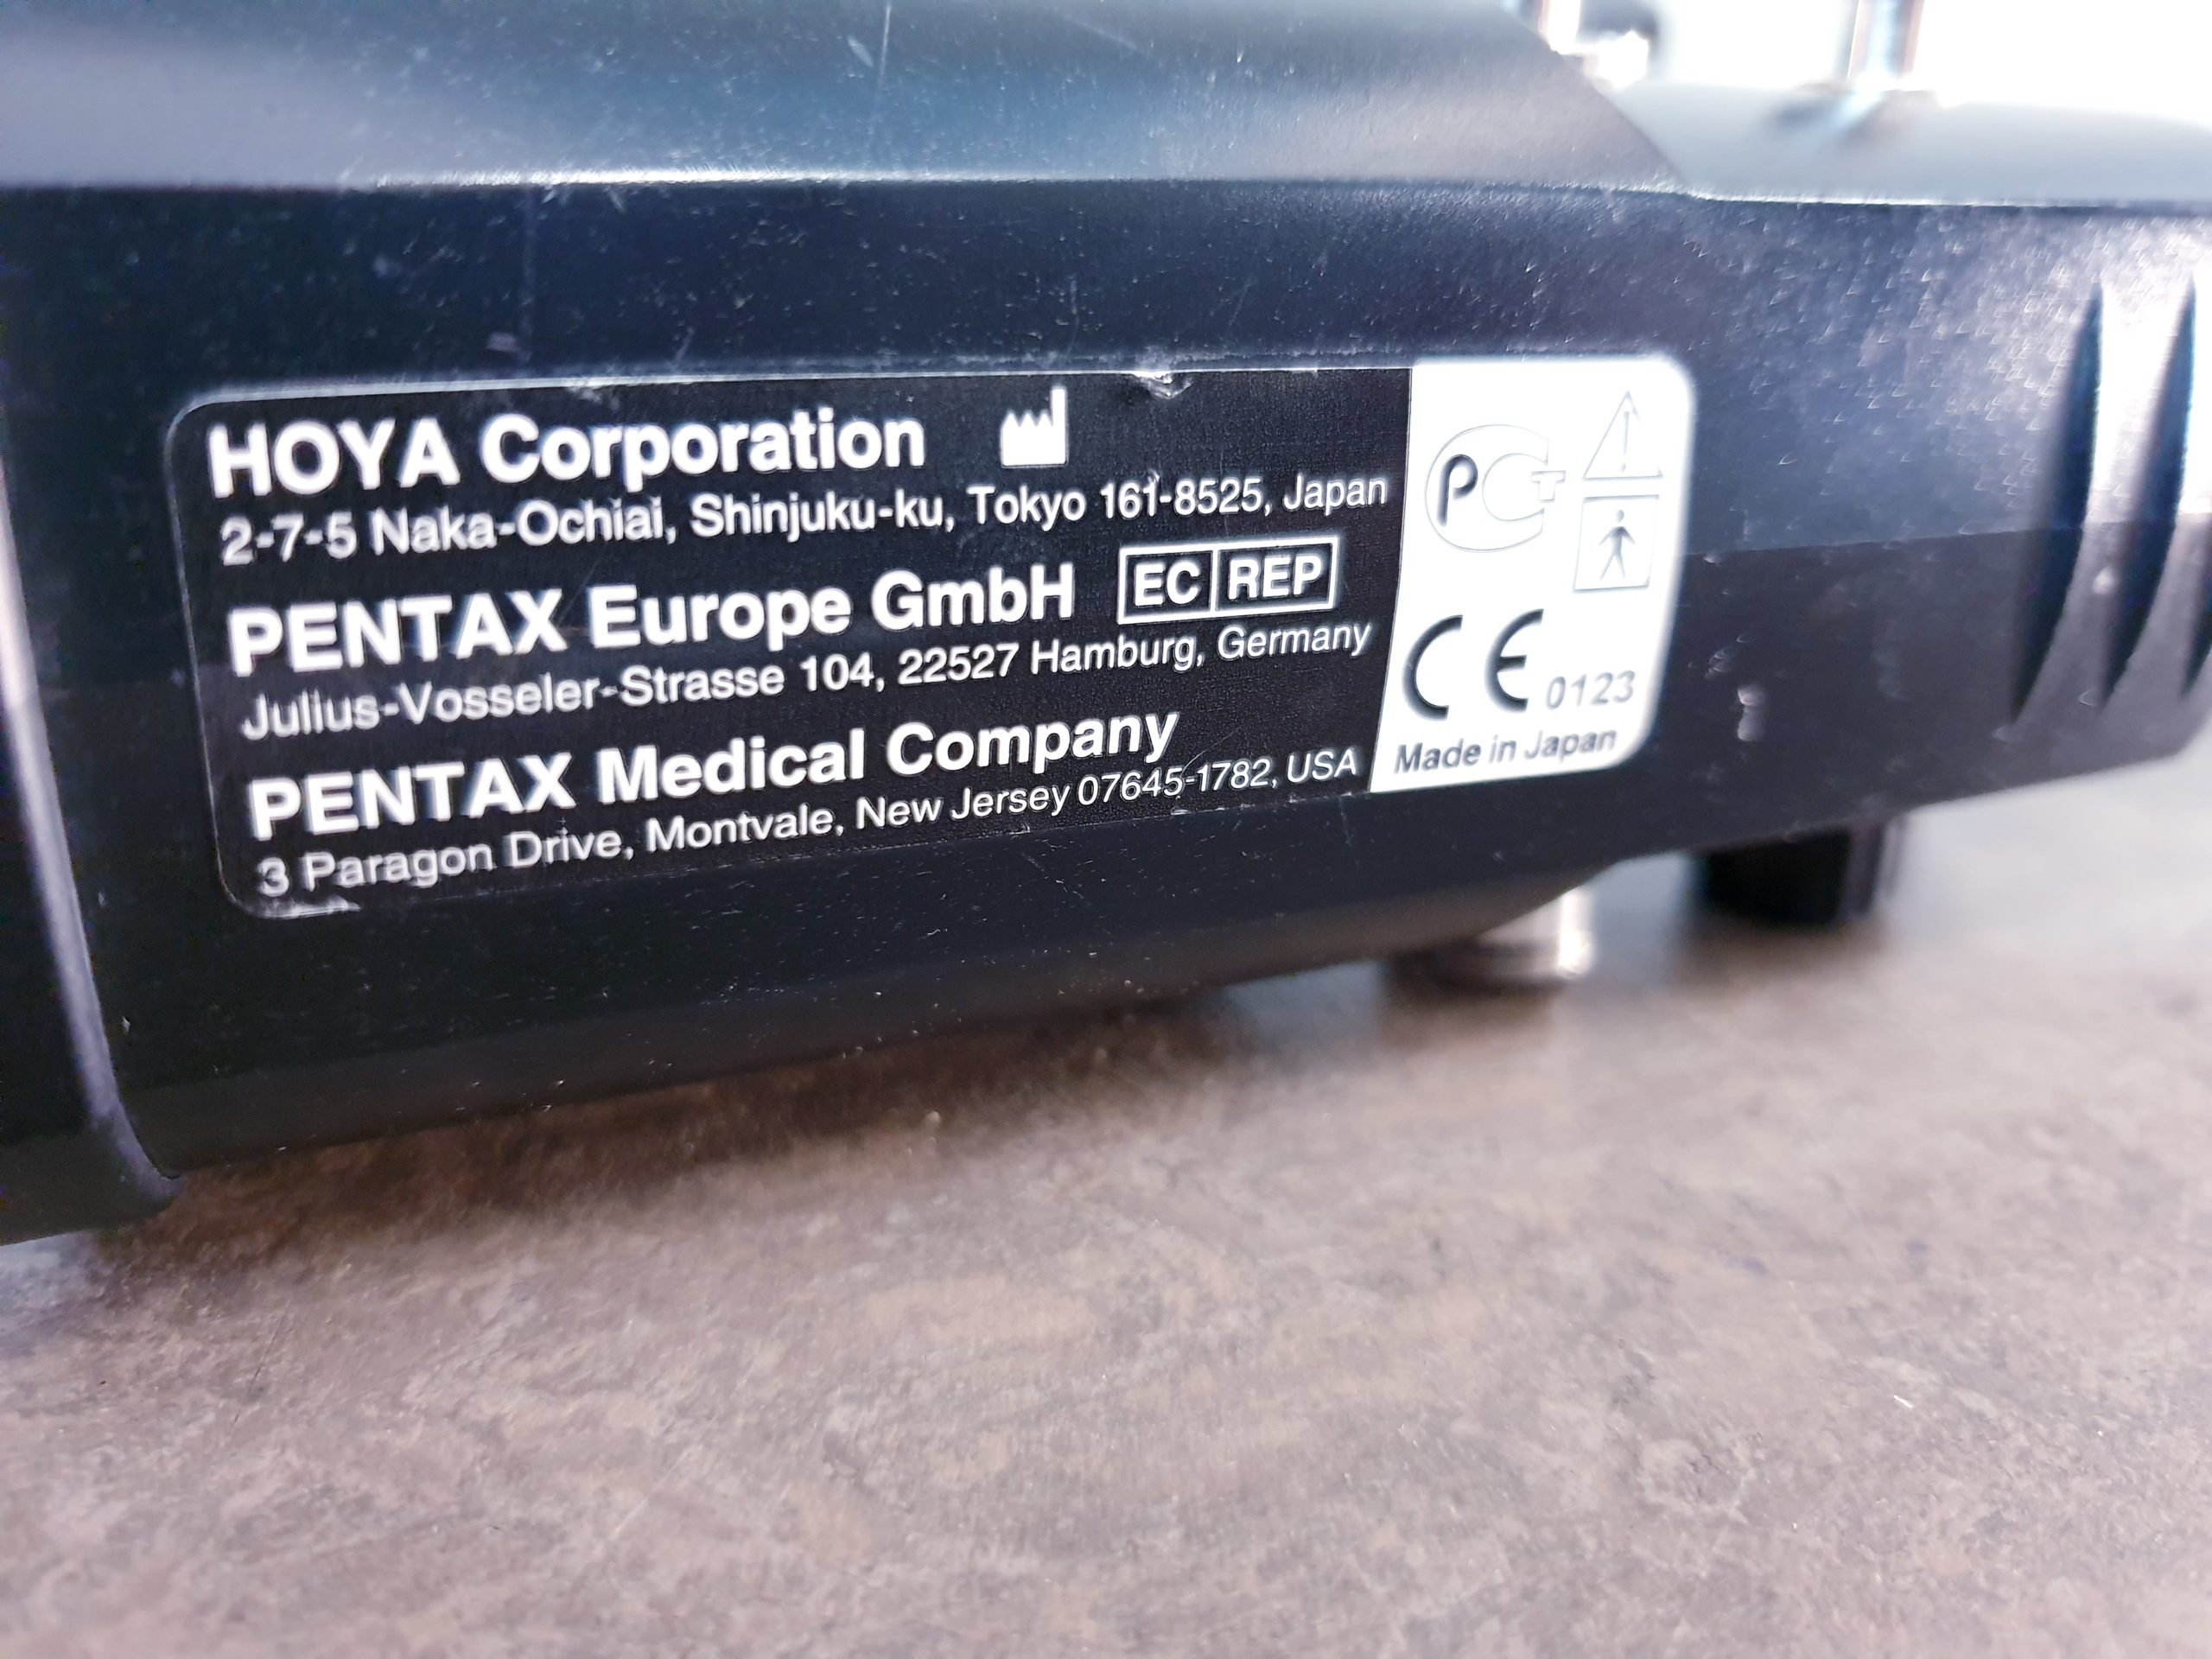 HOYA Corporation
2-7-5 Naka-Ochiai, Shinjuku-ku, Tokyo 161-8525, Japan
PENTAX Europe GmbH EC REP
Julius-Vosseler-Strasse 104, 22527 Hamburg, Germany
PENTAX Medical Company
3 Paragon Drive, Montvale, New Jersey 07645-1782, USA
PCT
CE 0123
Made in Japan